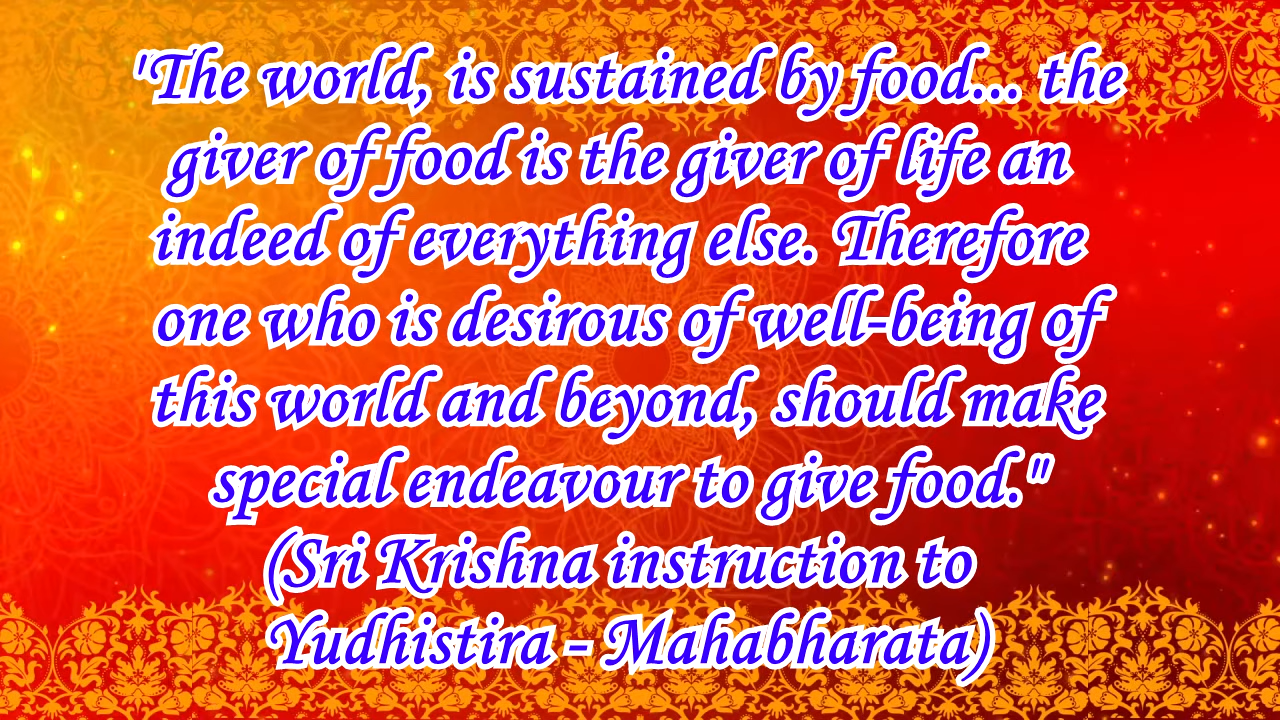 "The world, is sustained by food... the
giver of food is the giver of life an
indeed of everything else. Therefore
one who is desirous of well-being of
this world and beyond, should make
special endeavour to give food."
(Sri Krishna instruction to
Yudhistira - Mahabharata)